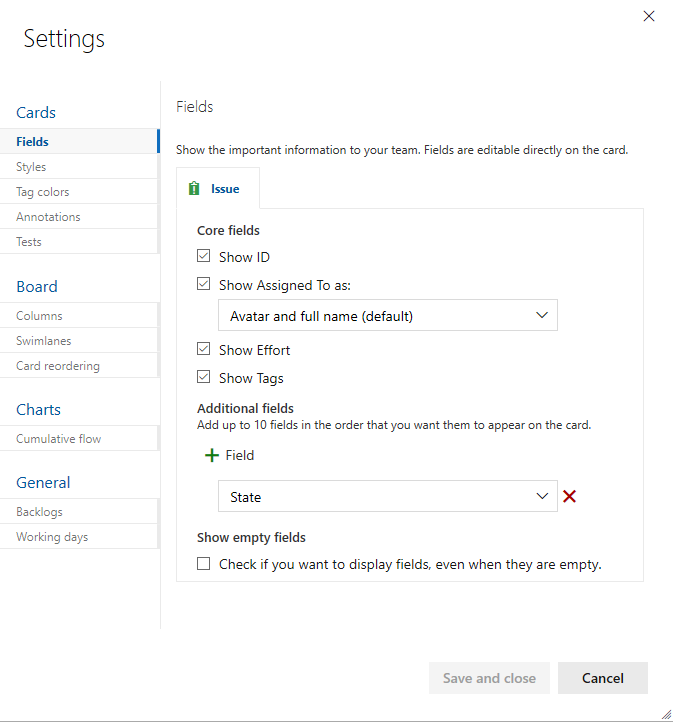 Settings
Cards
Fields
Styles
Tag colors
Annotations
Tests
Board
Columns
Swimlanes
Card reordering
Charts
Cumulative flow
General
Backlogs
Working days
Fields
Show the important information to your team. Fields are editable directly on the card.
Issue
Core fields
Show ID
Show Assigned To as:
Avatar and full name (default)
Show Effort
Show Tags
Additional fields
Add up to 10 fields in the order that you want them to appear on the card.
Field
State
Show empty fields
Check if you want to display fields, even when they are empty.
Save and close
Cancel